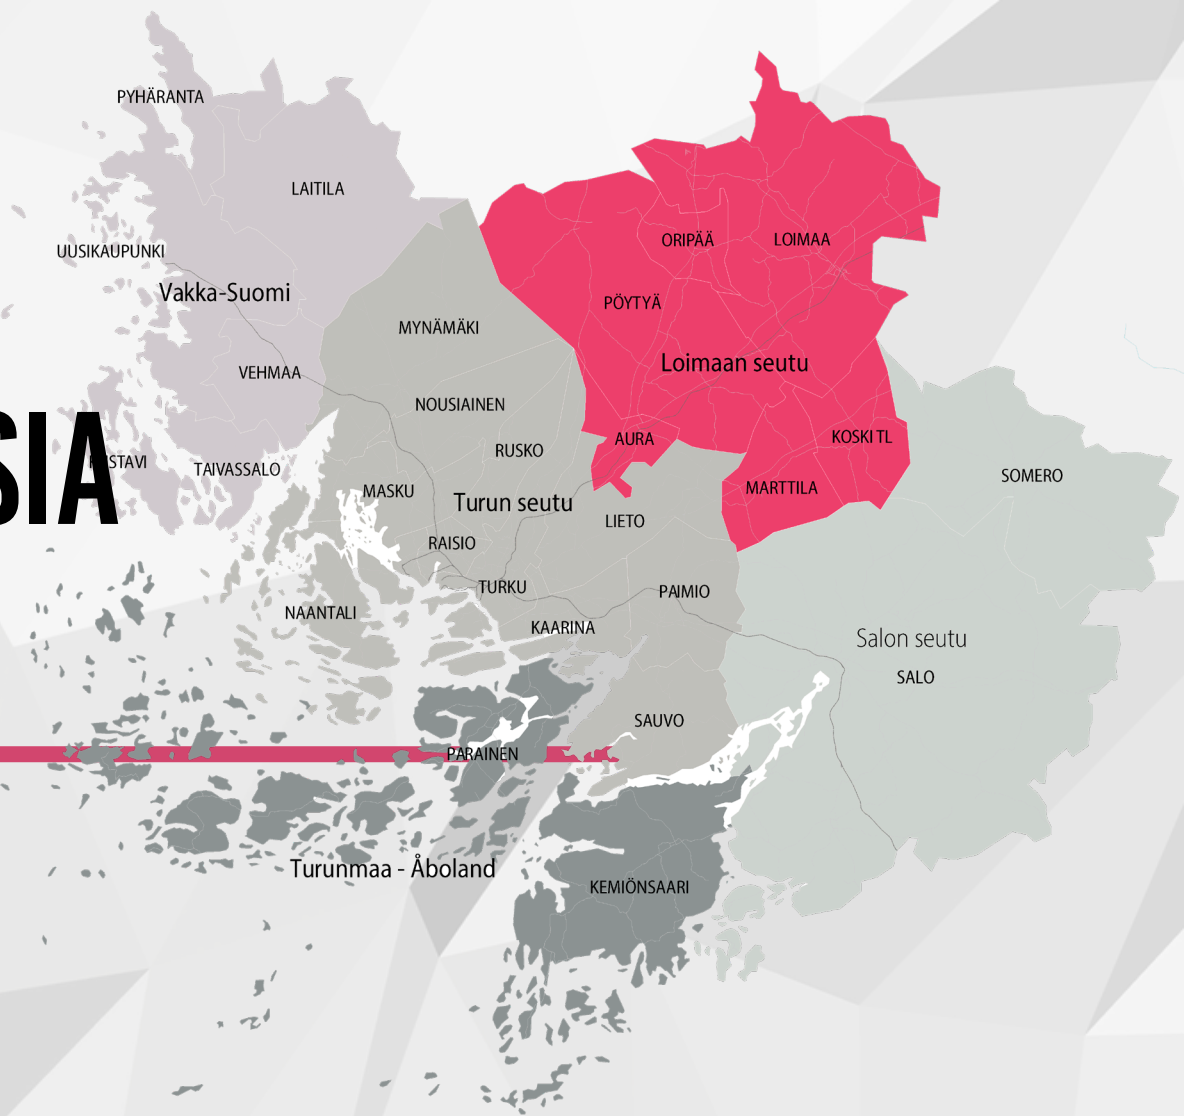 PYHÄRANTA
LAITILA
UUSIKAUPUNKI
Vakka-Suomi
ORIPÄÄ
LOIMAA
PÖYTYÄ
MYNÄMÄKI
Loimaan seutu
VEHMAA
NOUSIAINEN
AURA
KOSKI TL
RUSKO
SIA
TAIVASSALO
SOMERO
MASKU
MARTTILA
Turun seutu
LIETO
RAISIO
TURKU
PAIMIO
NAANTALI
KAARINA
Salon seutu
SALO
SAUVO
PARAINEN
Turunmaa - Åboland
KEMIÖNSAARI